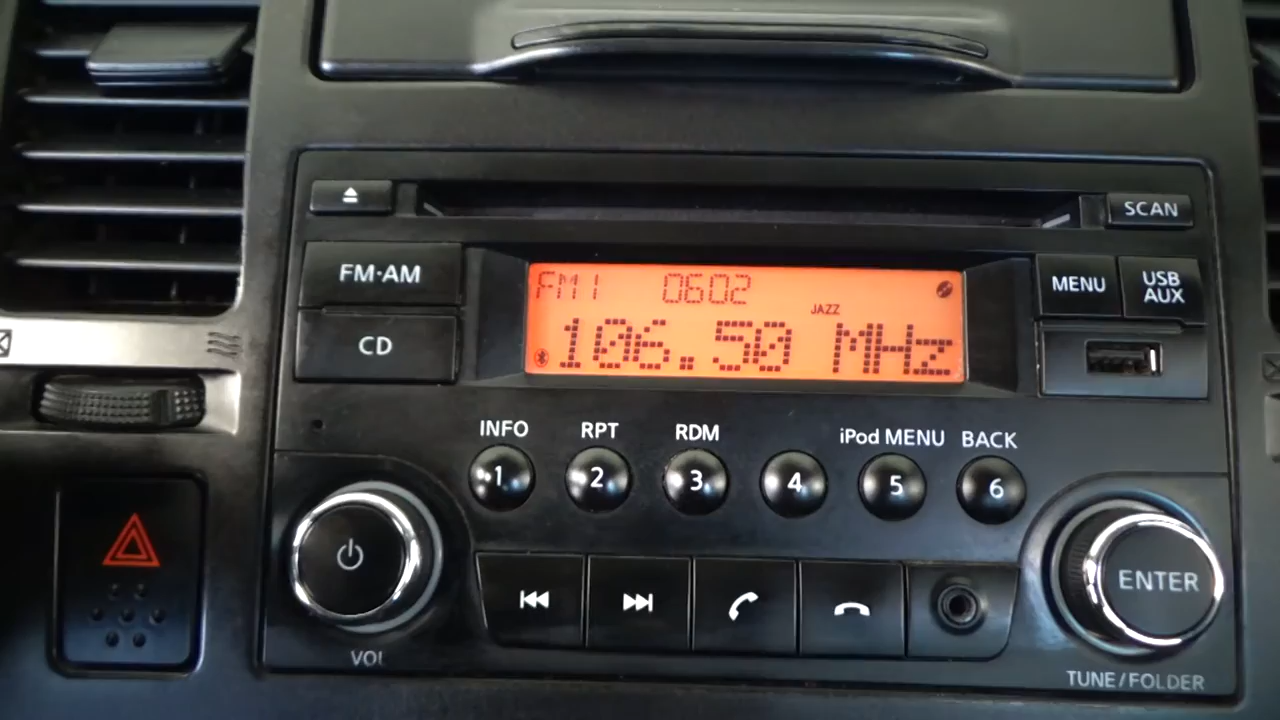 SCAN
FM·AM
CD
FM1 0602
JAZZ
106.50 MHz
MENU
USB
AUX
INFO RPT RDM iPod MENU BACK
1 2 3 4 5 6
ENTER
VOL
TUNE/FOLDER